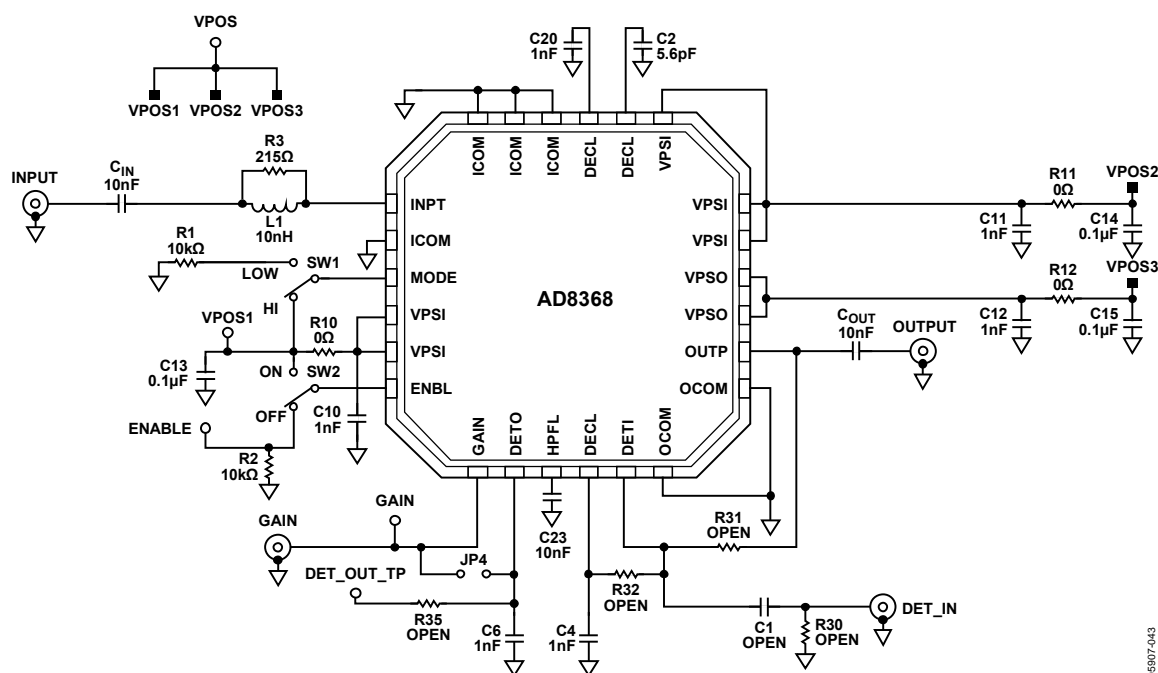 VPOS
VPOS1
VPOS2
VPOS3
C20
1nF
C2
5.6pF
R3
215Ω
L1
10nH
INPUT
CIN
10nF
ICOM
ICOM
ICOM
DECL
DECL
VPSI
INPT
ICOM
MODE
VPSI
VPSI
ENBL
AD8368
VPSI
VPSI
VPSO
VPSO
OUTP
OCOM
GAIN
DETO
HPFL
DECL
DETI
OCOM
R11
0Ω
VPOS2
C11
1nF
C14
0.1µF
R12
0Ω
VPOS3
C12
1nF
C15
0.1µF
COUT
10nF
OUTPUT
R1
10kΩ
LOW
SW1
HI
VPOS1
R10
0Ω
C13
0.1µF
ON
SW2
OFF
ENABLE
C10
1nF
R2
10kΩ
GAIN
GAIN
JP4
DET_OUT_TP
R35
OPEN
C6
1nF
C23
10nF
C4
1nF
R31
OPEN
R32
OPEN
C1
OPEN
R30
OPEN
DET_IN
5907-043